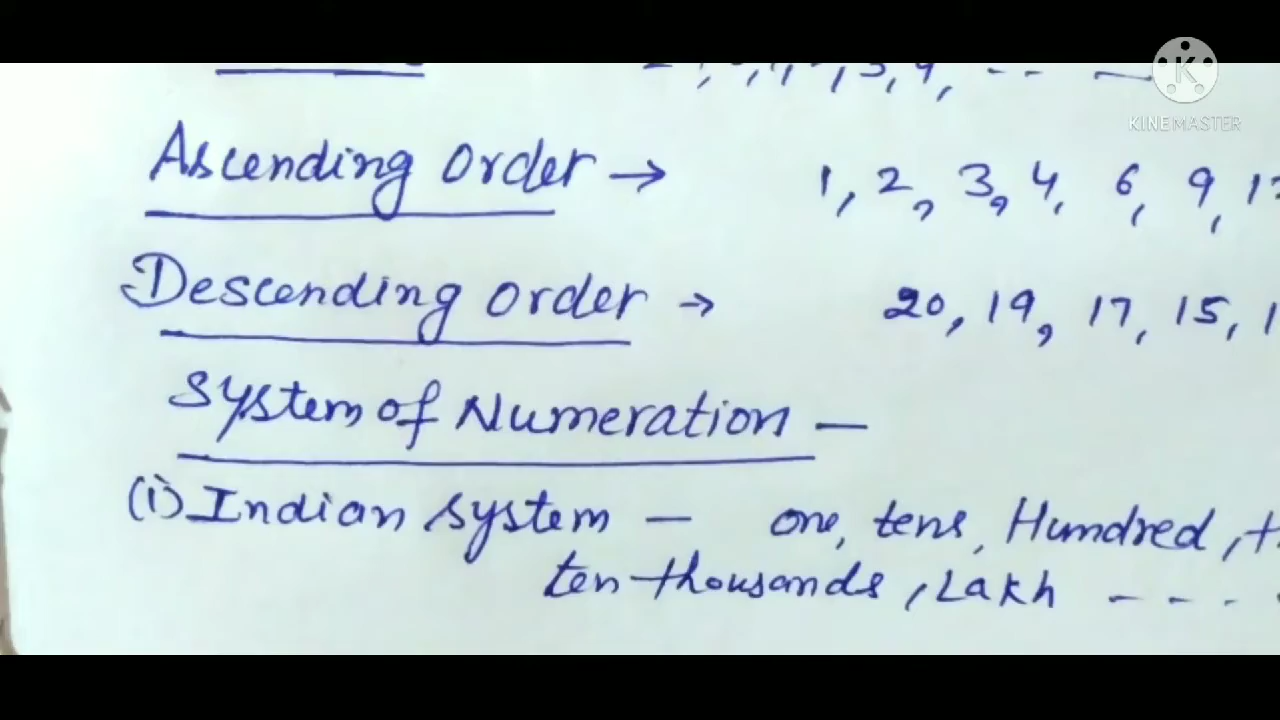 KINEMASTER
Ascending Order → 1, 2, 3, 4, 6, 9,
Descending order → 20, 19, 17, 15,
System of Numeration —
(i) Indian system — one, tens, Hundred,
ten thousands, Lakh - - - -